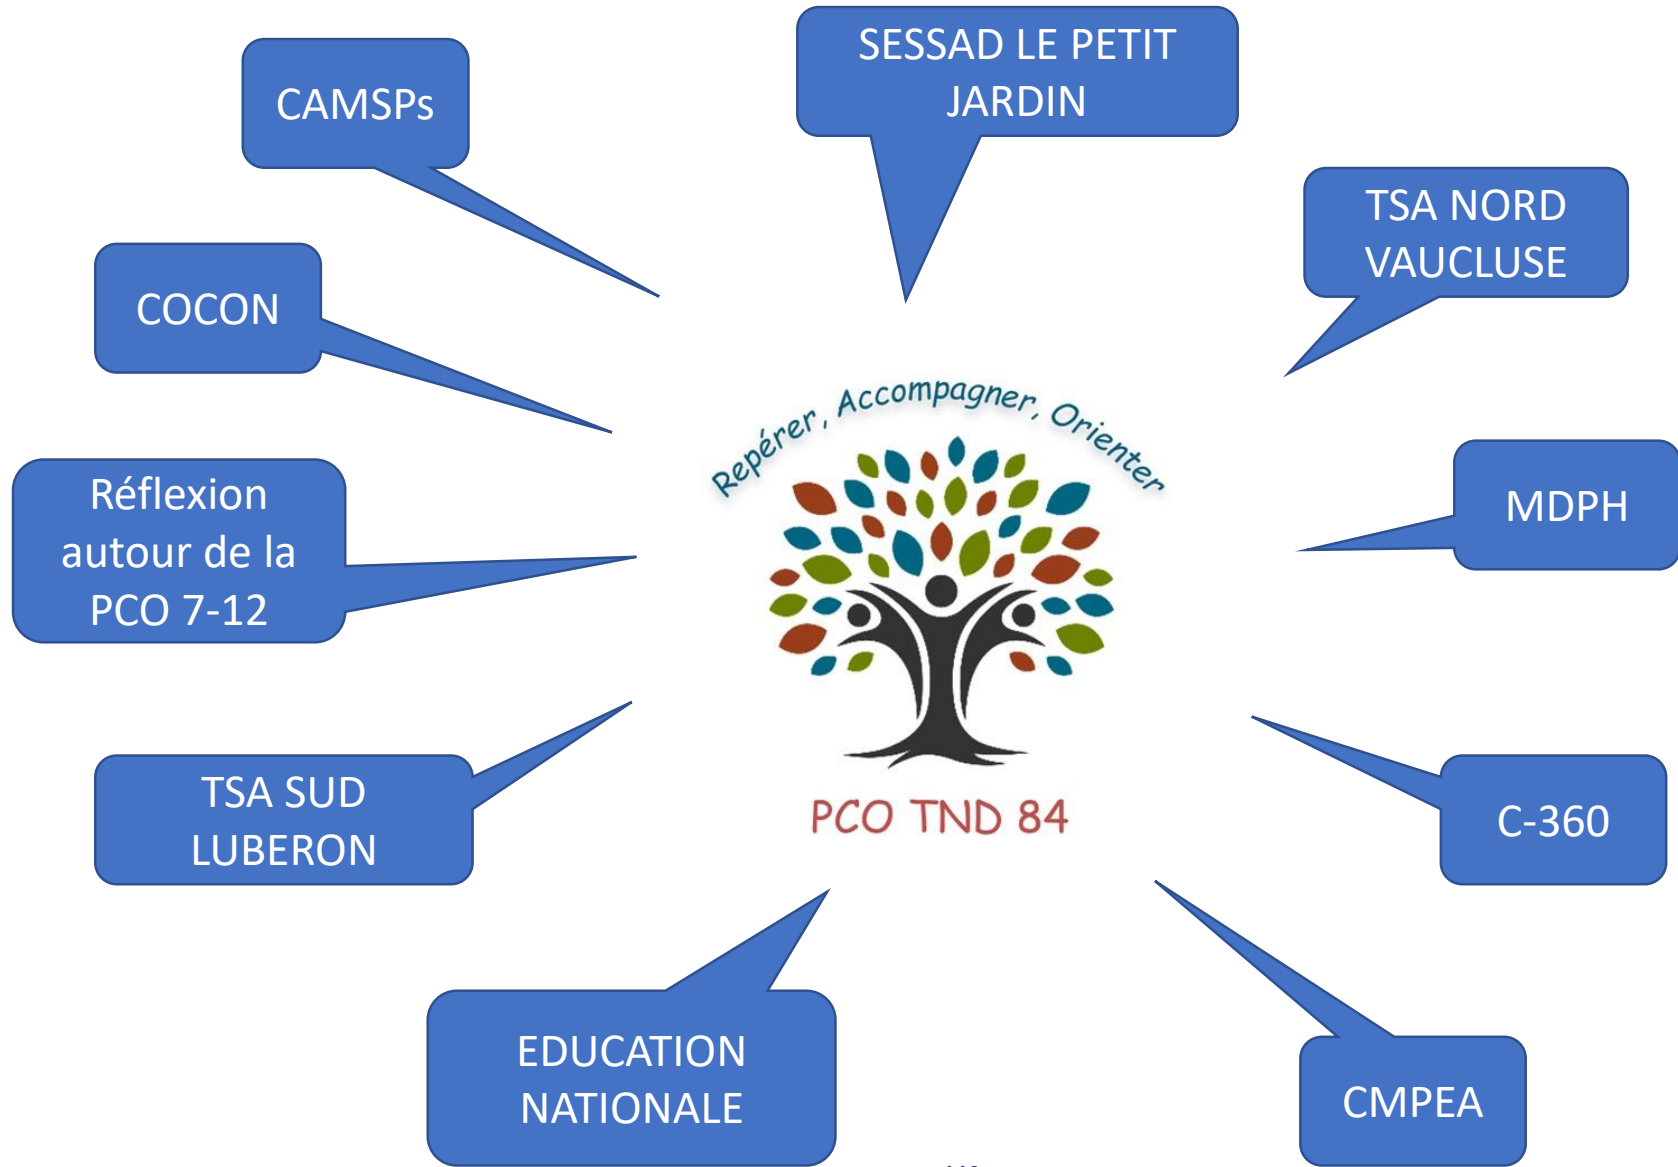 SESSAD LE PETIT
JARDIN
CAMSPs
TSA NORD
VAUCLUSE
COCON
Repérer, Accompagner, Orienter
Réflexion
autour de la
PCO 7-12
MDPH
TSA SUD
LUBERON
PCO TND 84
C-360
EDUCATION
NATIONALE
CMPEA